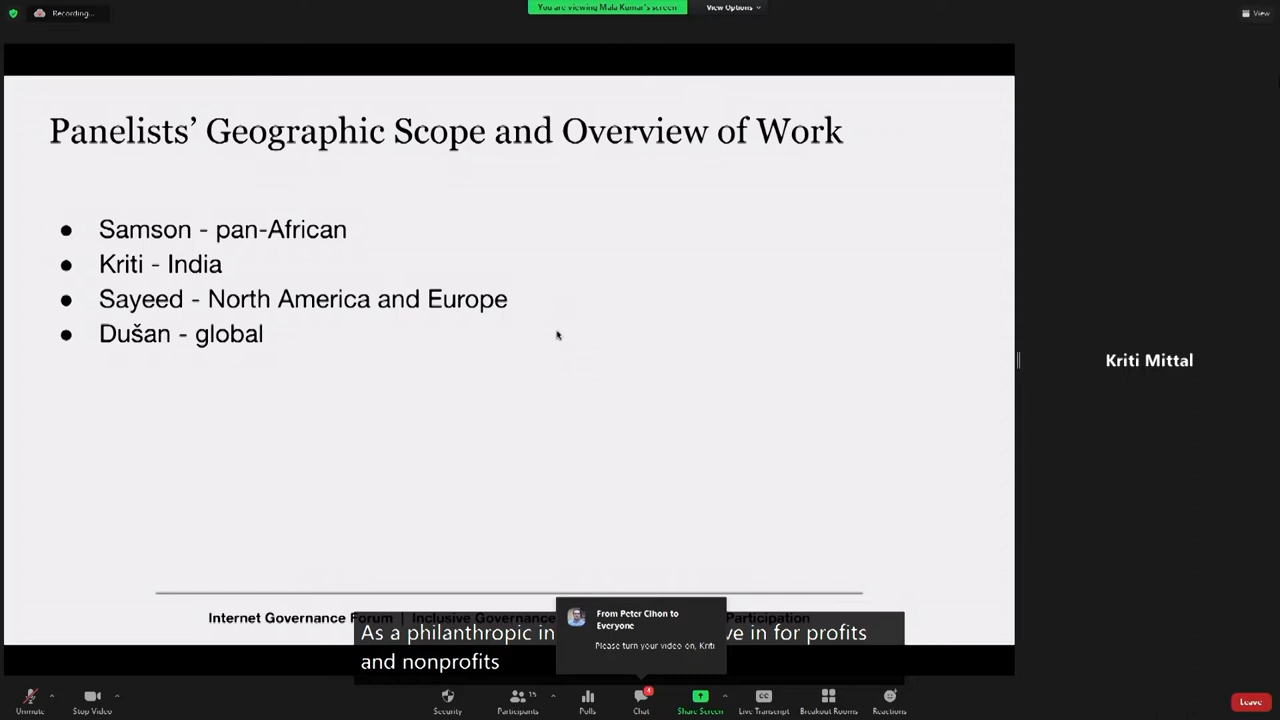 Recording...
You are viewing Mala Kumar's screen
View Options
View
Panelists' Geographic Scope and Overview of Work
● Samson - pan-African
● Kriti - India
● Sayeed - North America and Europe
● Dušan - global
Kriti Mittal
Internet Governance Forum | Inclusive Governance Participation
From Peter Cihon to
Everyone
Please turn your video on, Kriti
As a philanthropic in ve in for profits
and nonprofits
4
15
Unmute
Stop Video
Security
Participants
Polls
Chat
Share Screen
Live Transcript
Breakout Rooms
Reactions
Leave